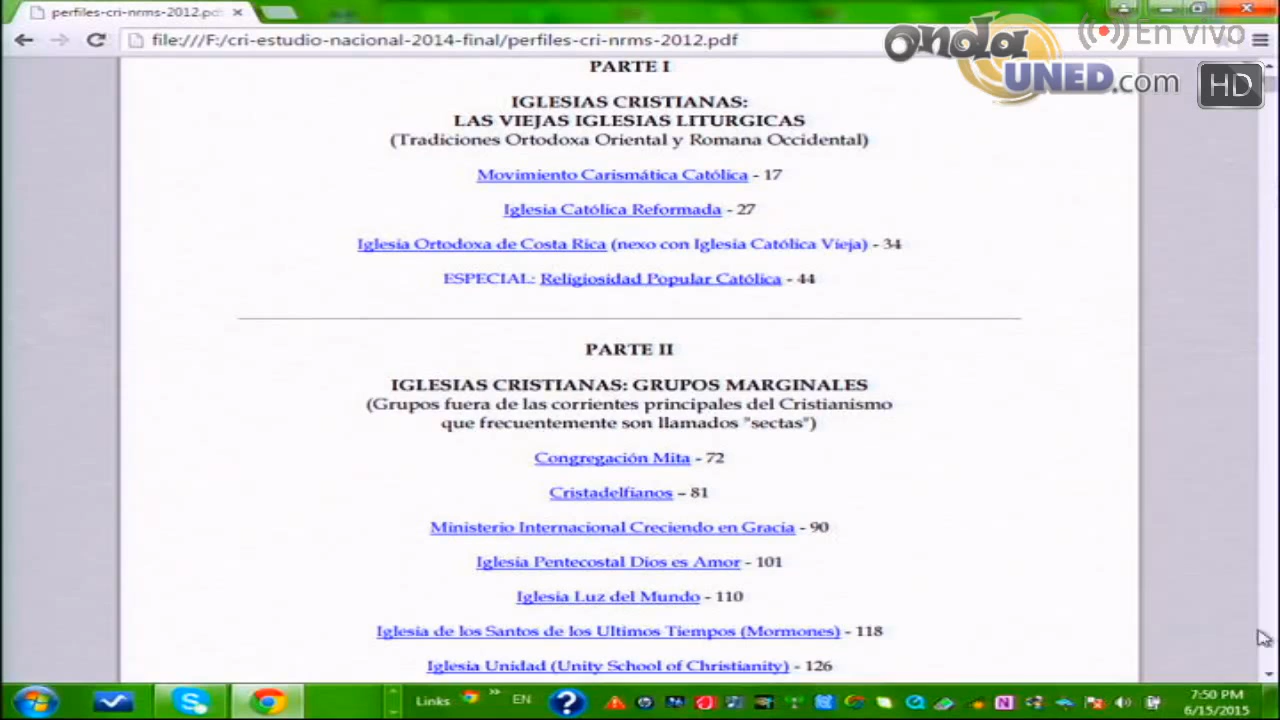 perfiles-cri-nrms-2012.pd
file:///F:/cri-estudio-nacional-2014-final/perfiles-cri-nrms-2012.pdf
onda
UNED.com
En vivo
HD
PARTE I
IGLESIAS CRISTIANAS:
LAS VIEJAS IGLESIAS LITURGICAS
(Tradiciones Ortodoxa Oriental y Romana Occidental)
Movimiento Carismática Católica - 17
Iglesia Católica Reformada - 27
Iglesia Ortodoxa de Costa Rica (nexo con Iglesia Católica Vieja) - 34
ESPECIAL: Religiosidad Popular Católica - 44
PARTE II
IGLESIAS CRISTIANAS: GRUPOS MARGINALES
(Grupos fuera de las corrientes principales del Cristianismo
que frecuentemente son llamados "sectas")
Congregación Mita - 72
Cristadelfianos – 81
Ministerio Internacional Creciendo en Gracia - 90
Iglesia Pentecostal Dios es Amor - 101
Iglesia Luz del Mundo - 110
Iglesia de los Santos de los Ultimos Tiempos (Mormones) - 118
Iglesia Unidad (Unity School of Christianity) - 126
Links
»
EN
7:50 PM
6/15/2015